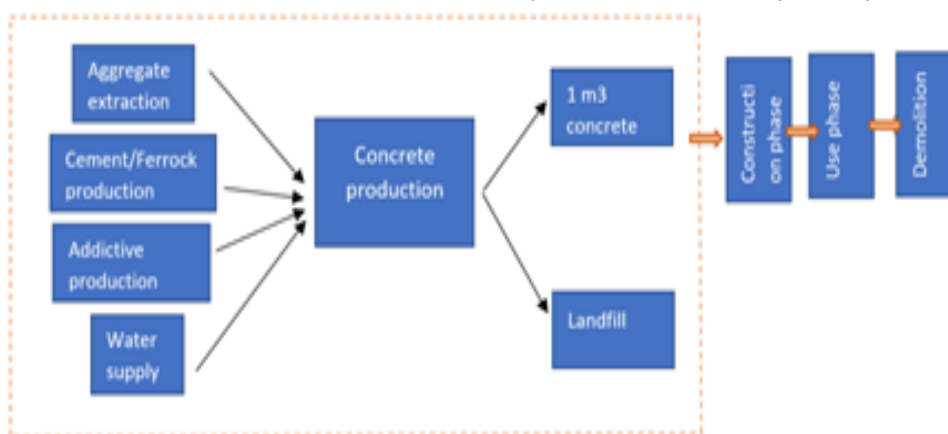 Aggregate
extraction
Cement/Ferrock
production
Addictive
production
Water
supply
Concrete
production
1 m3
concrete
Landfill
Constructi
on phase
Use phase
Demolition